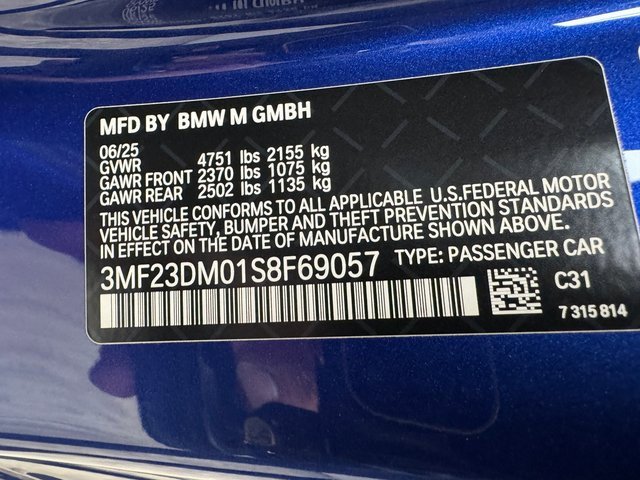 MFD BY BMW M GMBH
06/25
GVWR 4751 lbs 2155 kg
GAWR FRONT 2370 lbs 1075 kg
GAWR REAR 2502 lbs 1135 kg
THIS VEHICLE CONFORMS TO ALL APPLICABLE U.S.FEDERAL MOTOR
VEHICLE SAFETY, BUMPER AND THEFT PREVENTION STANDARDS
IN EFFECT ON THE DATE OF MANUFACTURE SHOWN ABOVE.
3MF23DM01S8F69057 TYPE: PASSENGER CAR
C31
7 315 814